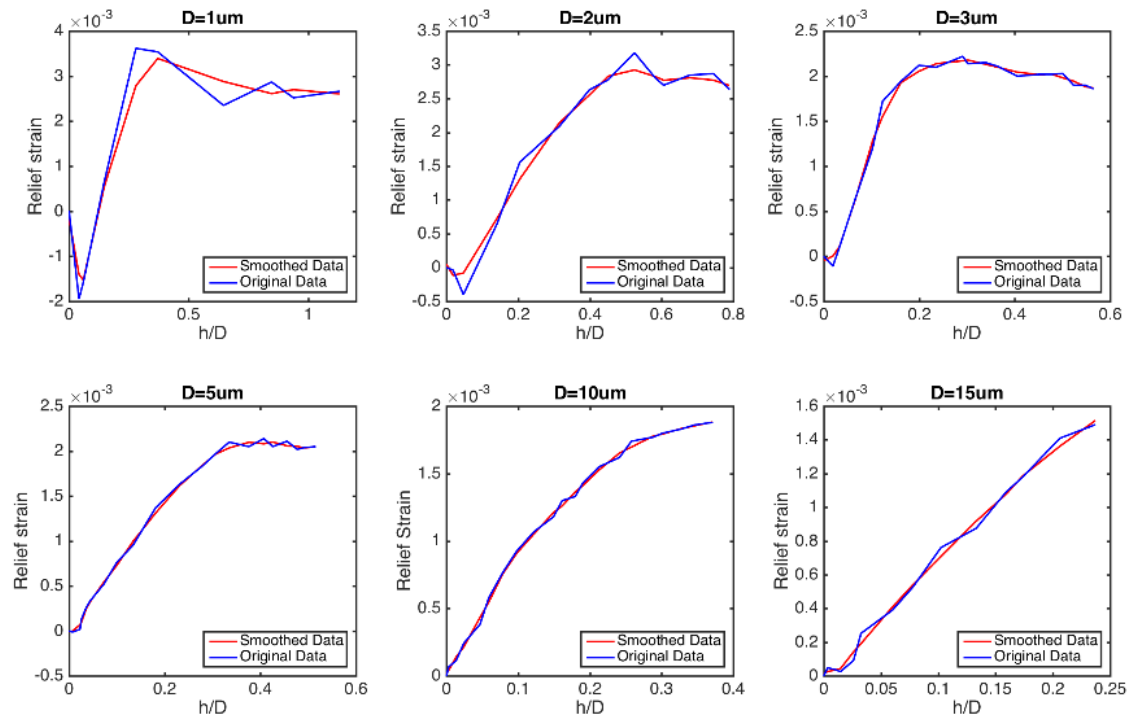 D=1um
×10⁻³
4
3
2
1
0
-1
-2
Relief strain
0 0.5 1
h/D
Smoothed Data
Original Data
D=2um
×10⁻³
3.5
3
2.5
2
1.5
1
0.5
0
-0.5
Relief strain
0 0.2 0.4 0.6 0.8
h/D
Smoothed Data
Original Data
D=3um
×10⁻³
2.5
2
1.5
1
0.5
0
-0.5
Relief strain
0 0.2 0.4 0.6
h/D
Smoothed Data
Original Data
D=5um
×10⁻³
2.5
2
1.5
1
0.5
0
-0.5
Relief strain
0 0.2 0.4 0.6
h/D
Smoothed Data
Original Data
D=10um
×10⁻³
2
1.5
1
0.5
0
Relief Strain
0 0.1 0.2 0.3 0.4
h/D
Smoothed Data
Original Data
D=15um
×10⁻³
1.6
1.4
1.2
1
0.8
0.6
0.4
0.2
0
Relief strain
0 0.05 0.1 0.15 0.2 0.25
h/D
Smoothed Data
Original Data